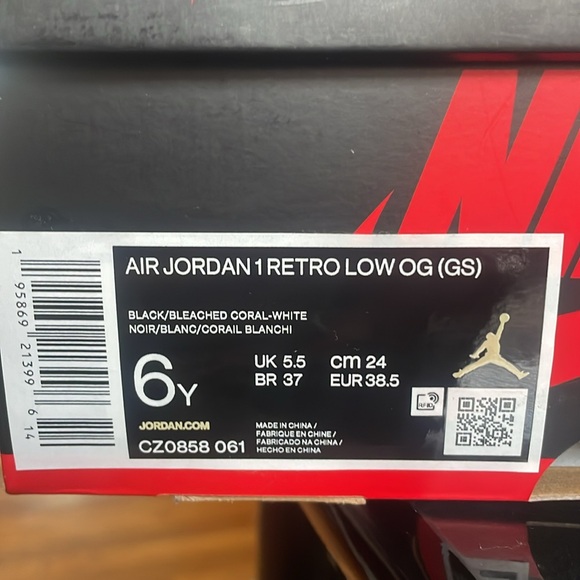 AIR JORDAN 1 RETRO LOW OG (GS)
BLACK/BLEACHED CORAL-WHITE
NOIR/BLANC/CORAIL BLANCHI
6Y
UK 5.5 cm 24
BR 37 EUR 38.5
JORDAN.COM
CZ0858 061
MADE IN CHINA /
FABRIQUE EN CHINE /
FABRICADO NA CHINA /
HECHO EN CHINA
1 95869 21399 6 14